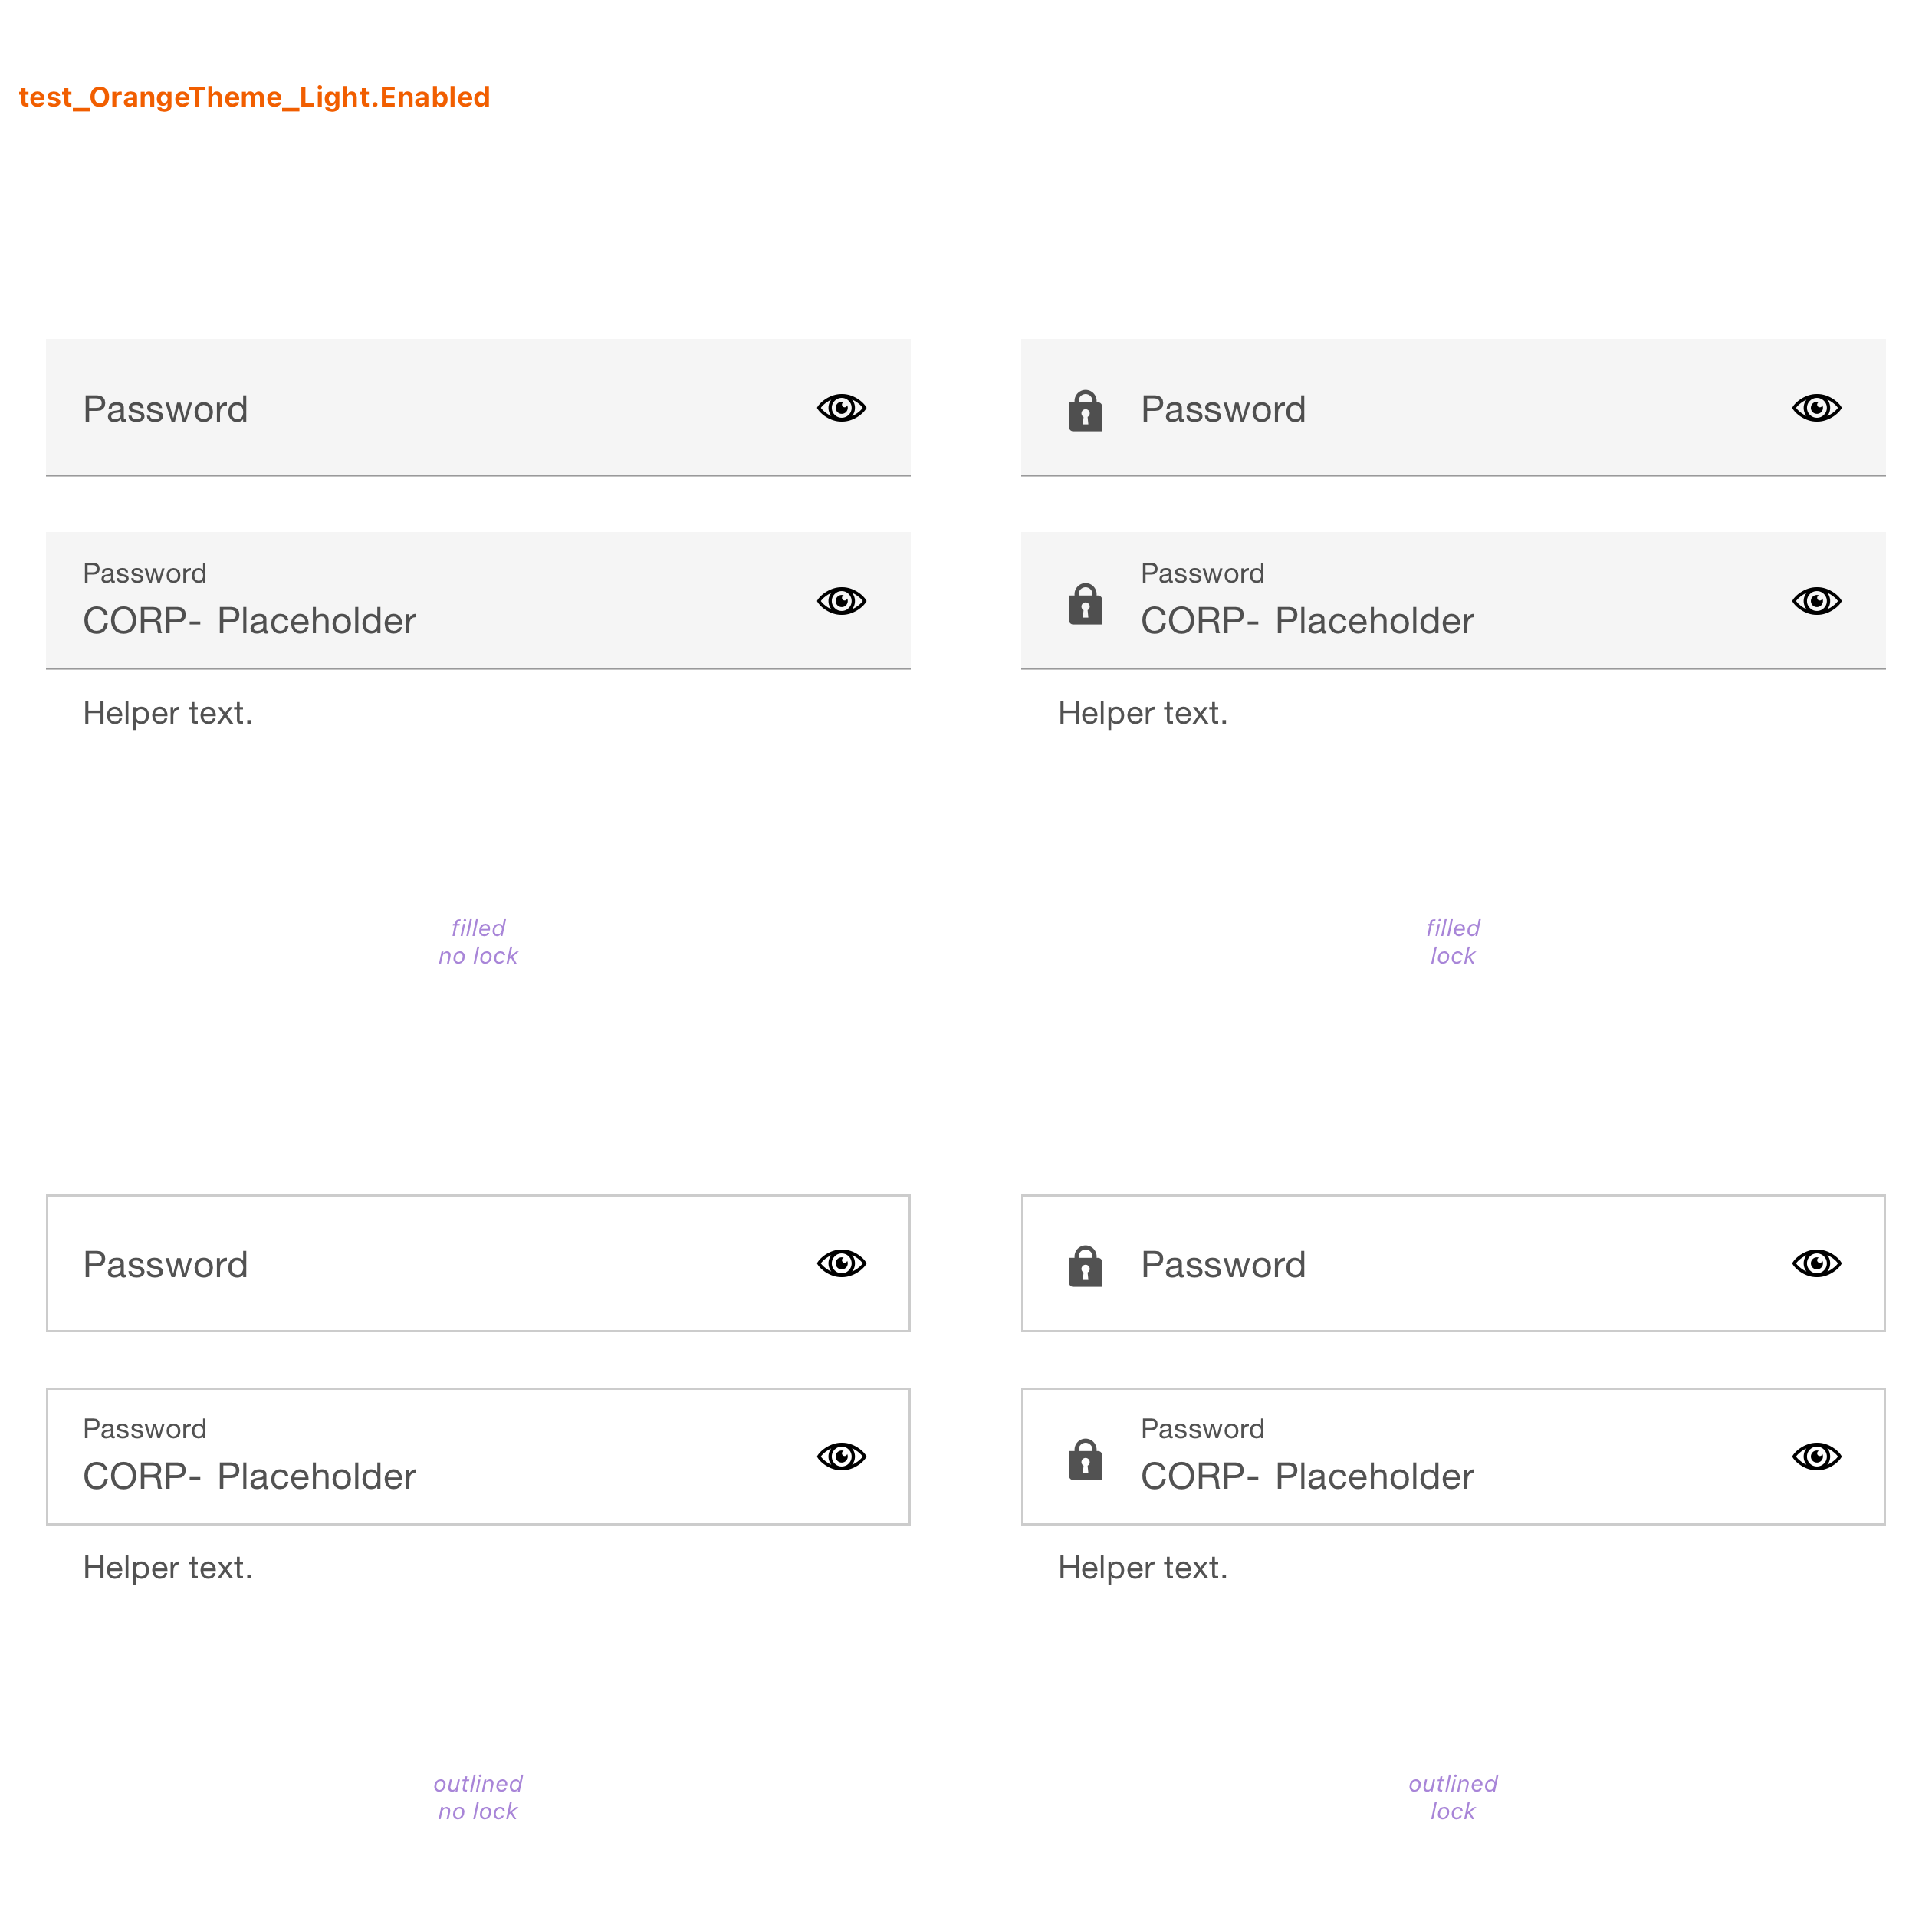 test_OrangeTheme_Light.Enabled
Password
Password
Password
CORP- Placeholder
Helper text.
Password
CORP- Placeholder
Helper text.
filled
no lock
filled
lock
Password
Password
Password
CORP- Placeholder
Helper text.
Password
CORP- Placeholder
Helper text.
outlined
no lock
outlined
lock